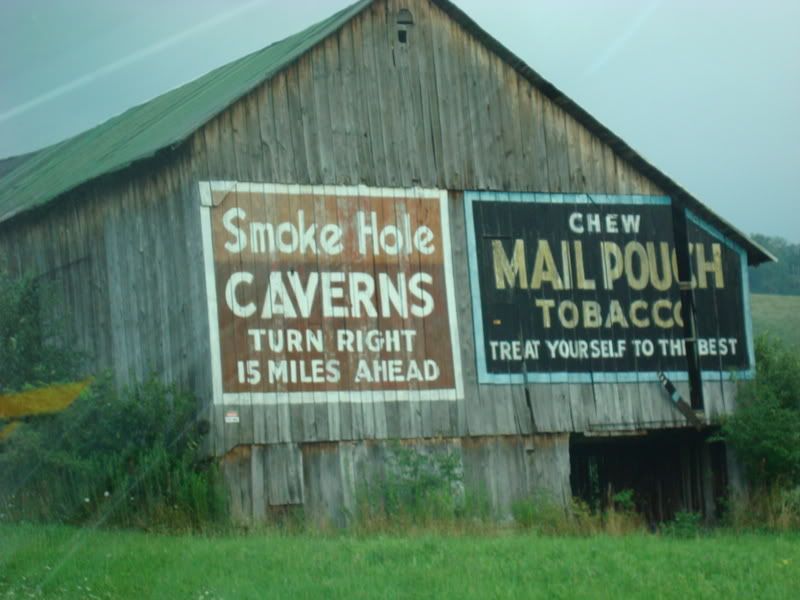 Smoke Hole
CAVERNS
TURN RIGHT
15 MILES AHEAD
CHEW
MAIL POUCH
TOBACCO
TREAT YOURSELF TO THE BEST